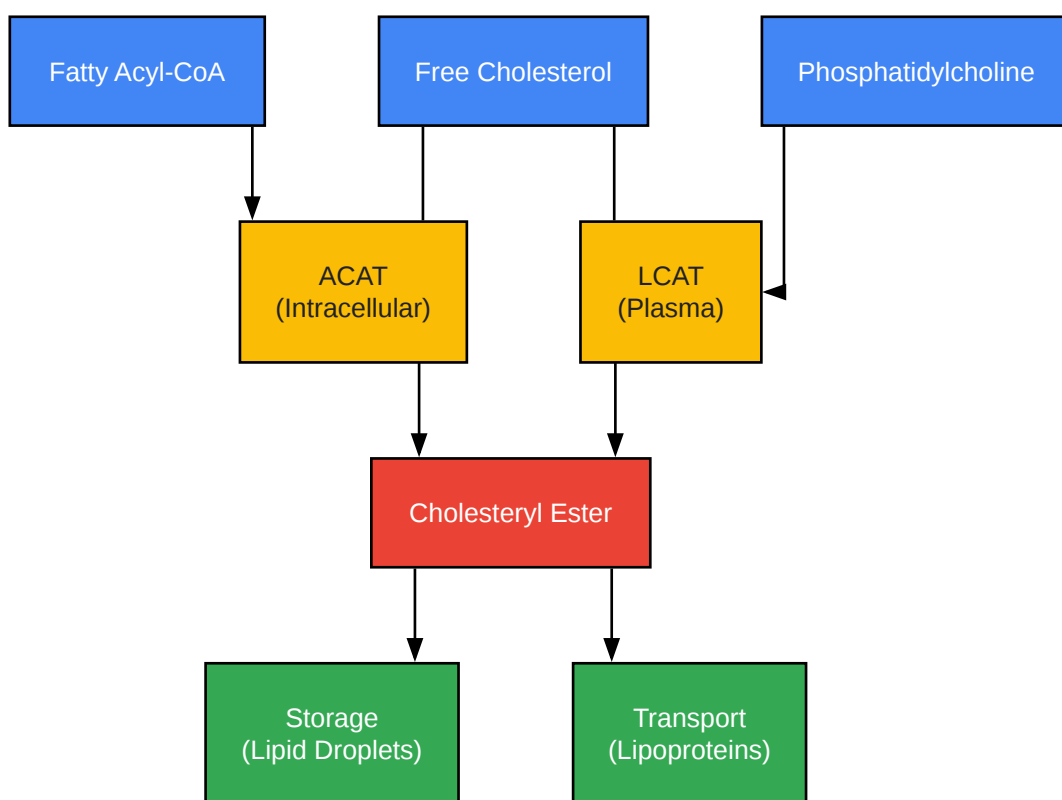 Fatty Acyl-CoA
Free Cholesterol
Phosphatidylcholine
ACAT
(Intracellular)
LCAT
(Plasma)
Cholesteryl Ester
Storage
(Lipid Droplets)
Transport
(Lipoproteins)